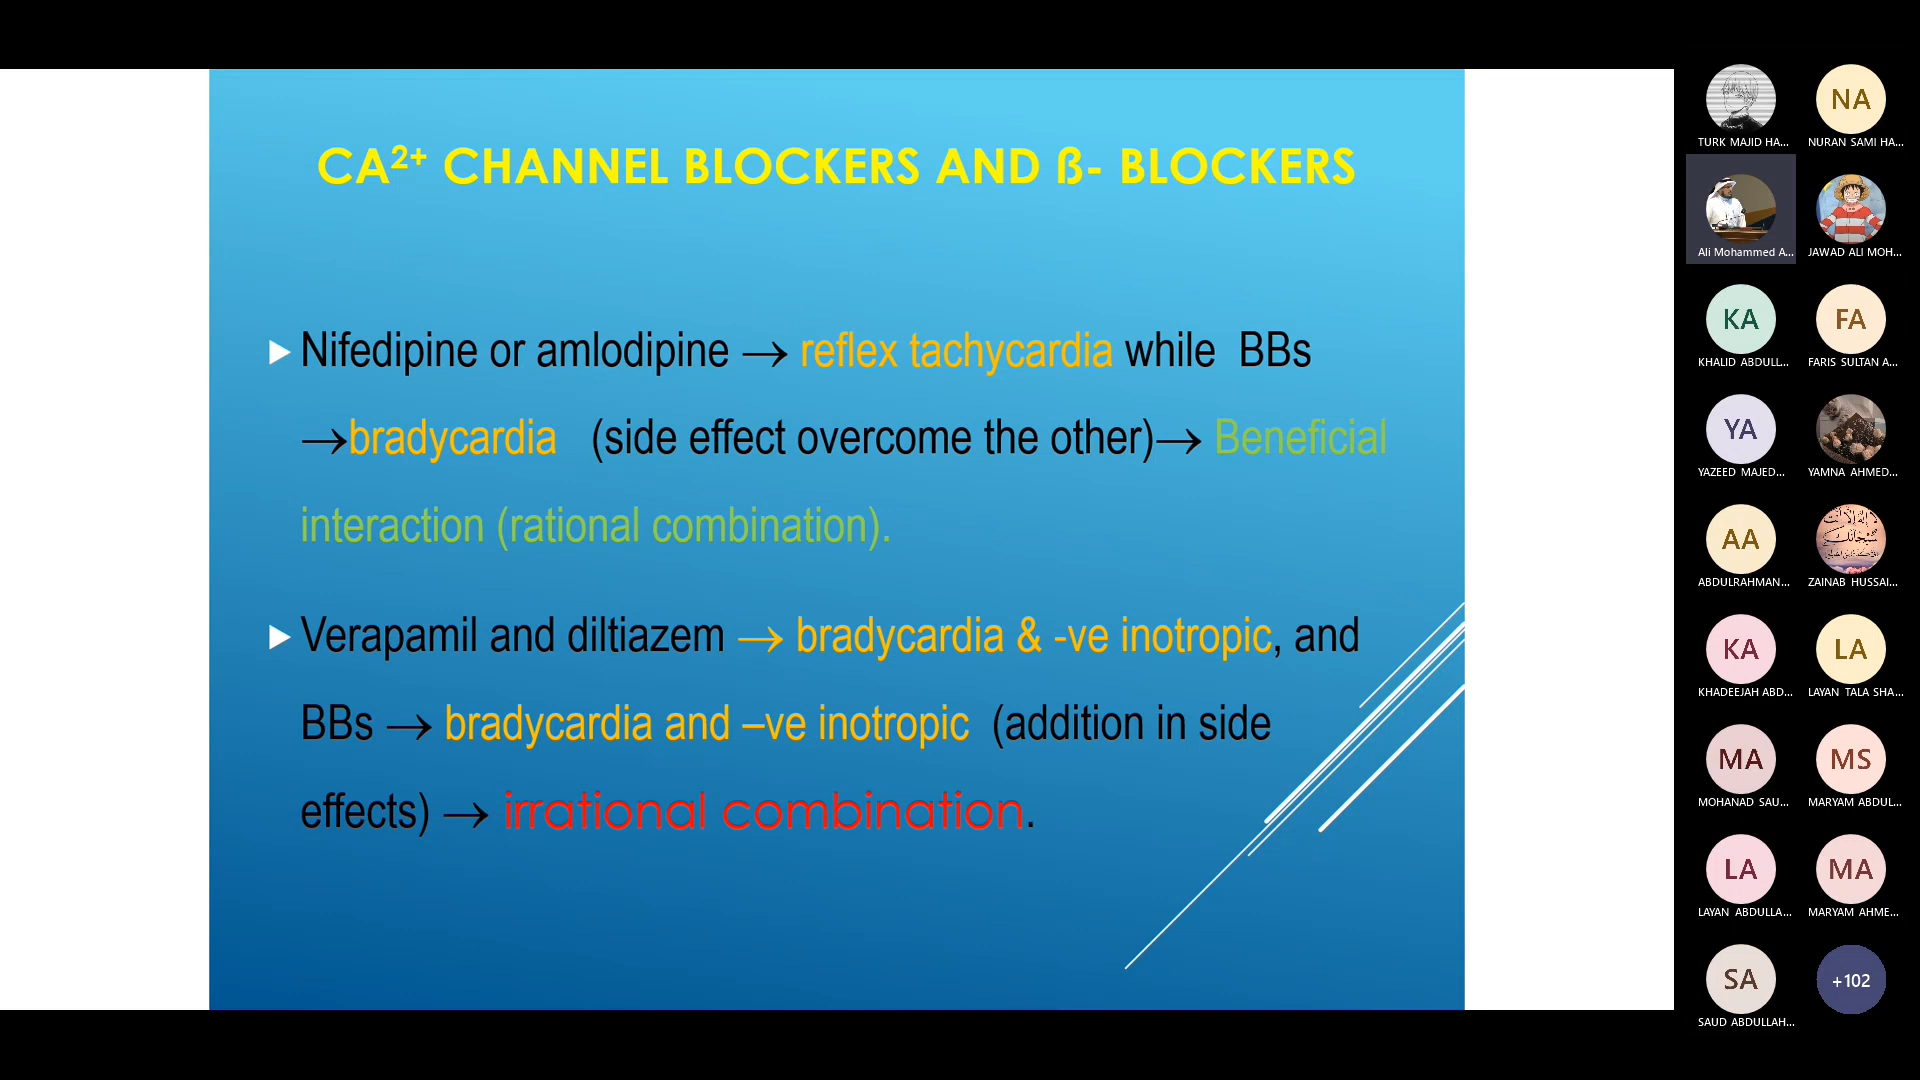 CA²⁺ CHANNEL BLOCKERS AND ß- BLOCKERS
Nifedipine or amlodipine → reflex tachycardia while BBs
→bradycardia (side effect overcome the other)→ Beneficial
interaction (rational combination).
Verapamil and diltiazem → bradycardia & -ve inotropic, and
BBs → bradycardia and –ve inotropic (addition in side
effects) → irrational combination.
TURK MAJID HA...
NA
NURAN SAMI HA...
Ali Mohammed A...
JAWAD ALI MOH...
KA
KHALID ABDULL...
FA
FARIS SULTAN A...
YA
YAZEED MAJED...
YAMNA AHMED...
AA
ABDULRAHMAN...
ZAINAB HUSSAI...
KA
KHADEEJAH ABD...
LA
LAYAN TALA SHA...
MA
MOHANAD SAU...
MS
MARYAM ABDUL...
LA
LAYAN ABDULLA...
MA
MARYAM AHME...
SA
SAUD ABDULLAH...
+102